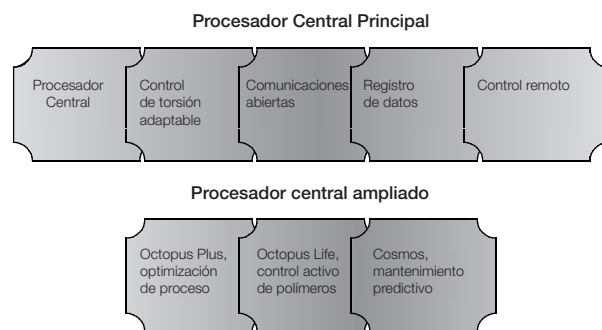 Procesador Central Principal
Procesador
Central
Control
de torsión
adaptable
Comunicaciones
abiertas
Registro
de datos
Control remoto
Procesador central ampliado
Octopus Plus,
optimización
de proceso
Octopus Life,
control activo
de polímeros
Cosmos,
mantenimiento
predictivo